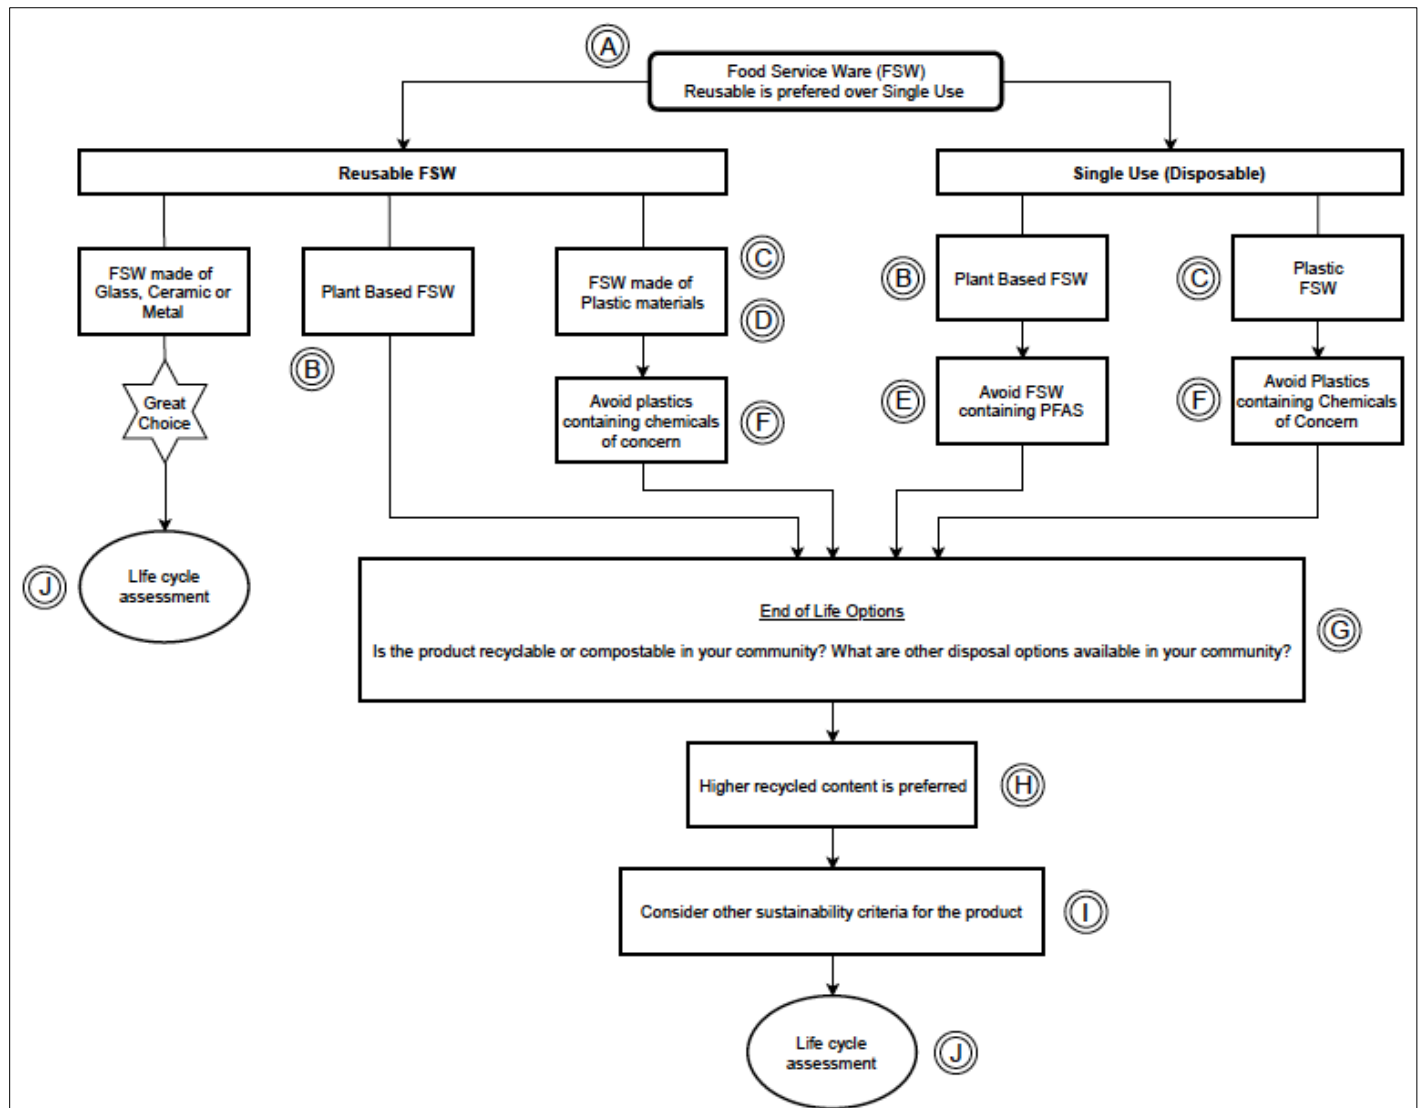 A
Food Service Ware (FSW)
Reusable is prefered over Single Use
Reusable FSW
Single Use (Disposable)
FSW made of
Glass, Ceramic or
Metal
Plant Based FSW
B
FSW made of
Plastic materials
C
D
B
Plant Based FSW
C
Plastic
FSW
Great
Choice
Avoid plastics
containing chemicals
of concern
F
E
Avoid FSW
containing PFAS
F
Avoid Plastics
containing Chemicals
of Concern
J
LIfe cycle
assessment
End of Life Options
Is the product recyclable or compostable in your community? What are other disposal options available in your community?
G
Higher recycled content is preferred
H
Consider other sustainability criteria for the product
I
Life cycle
assessment
J